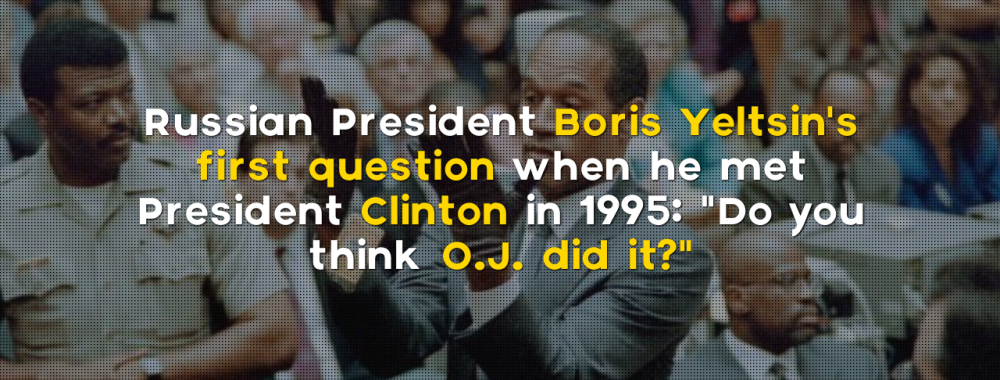 Russian President Boris Yeltsin's
first question when he met
President Clinton in 1995: "Do you
think O.J. did it?"